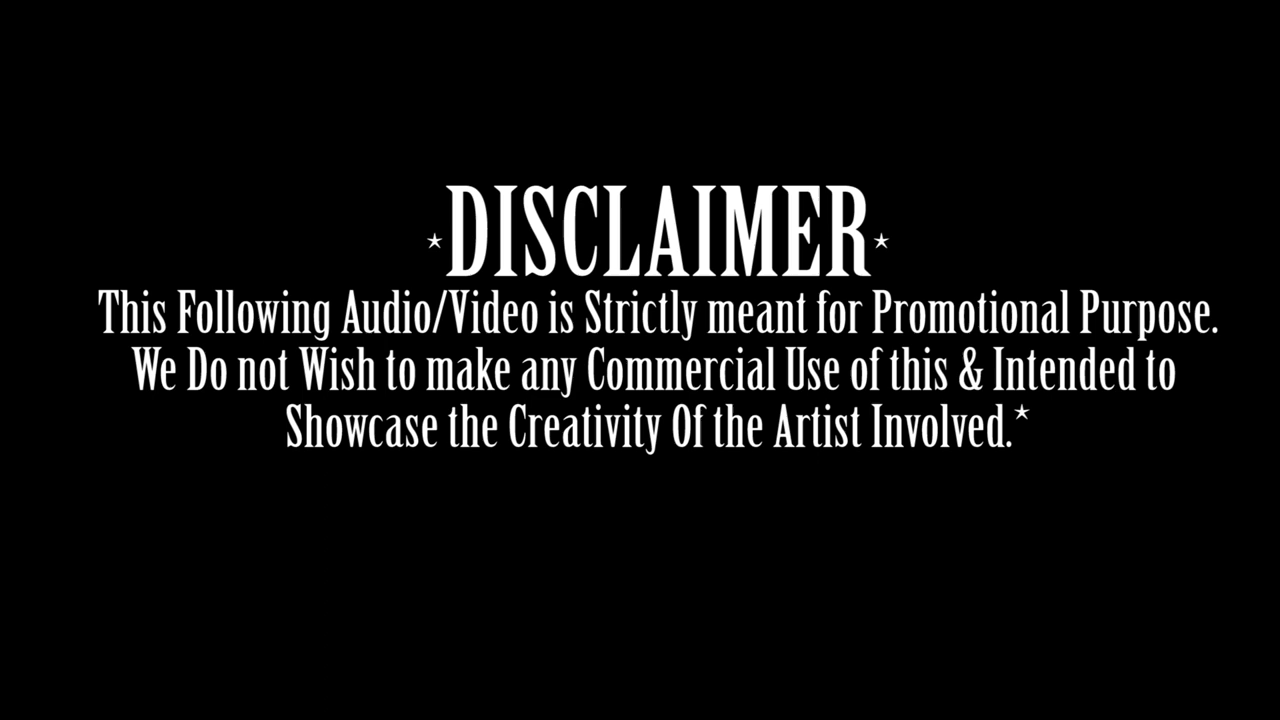 *DISCLAIMER*
This Following Audio/Video is Strictly meant for Promotional Purpose.
We Do not Wish to make any Commercial Use of this & Intended to
Showcase the Creativity Of the Artist Involved.*